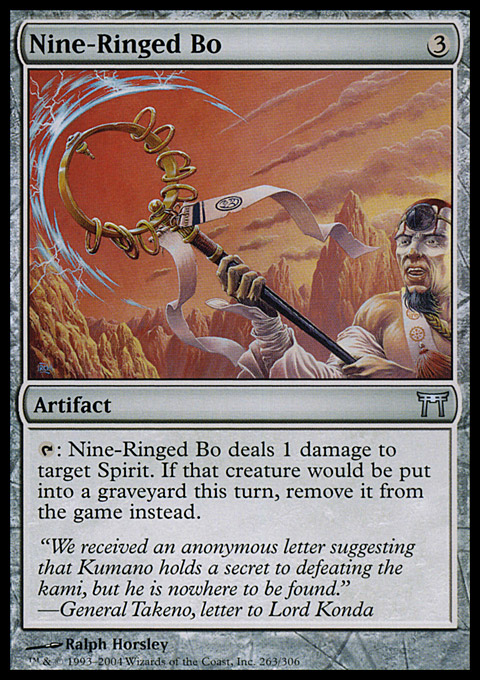 Nine-Ringed Bo 3
Artifact
: Nine-Ringed Bo deals 1 damage to
target Spirit. If that creature would be put
into a graveyard this turn, remove it from
the game instead.
“We received an anonymous letter suggesting
that Kumano holds a secret to defeating the
kami, but he is nowhere to be found.”
—General Takeno, letter to Lord Konda
Ralph Horsley
™ & © 1993–2004 Wizards of the Coast, Inc. 263/306